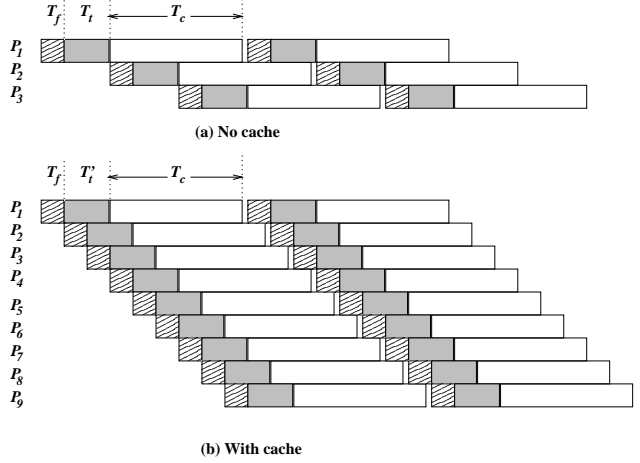 T_f T_t T_c
P_1
P_2
P_3
(a) No cache
T_f T_t' T_c
P_1
P_2
P_3
P_4
P_5
P_6
P_7
P_8
P_9
(b) With cache